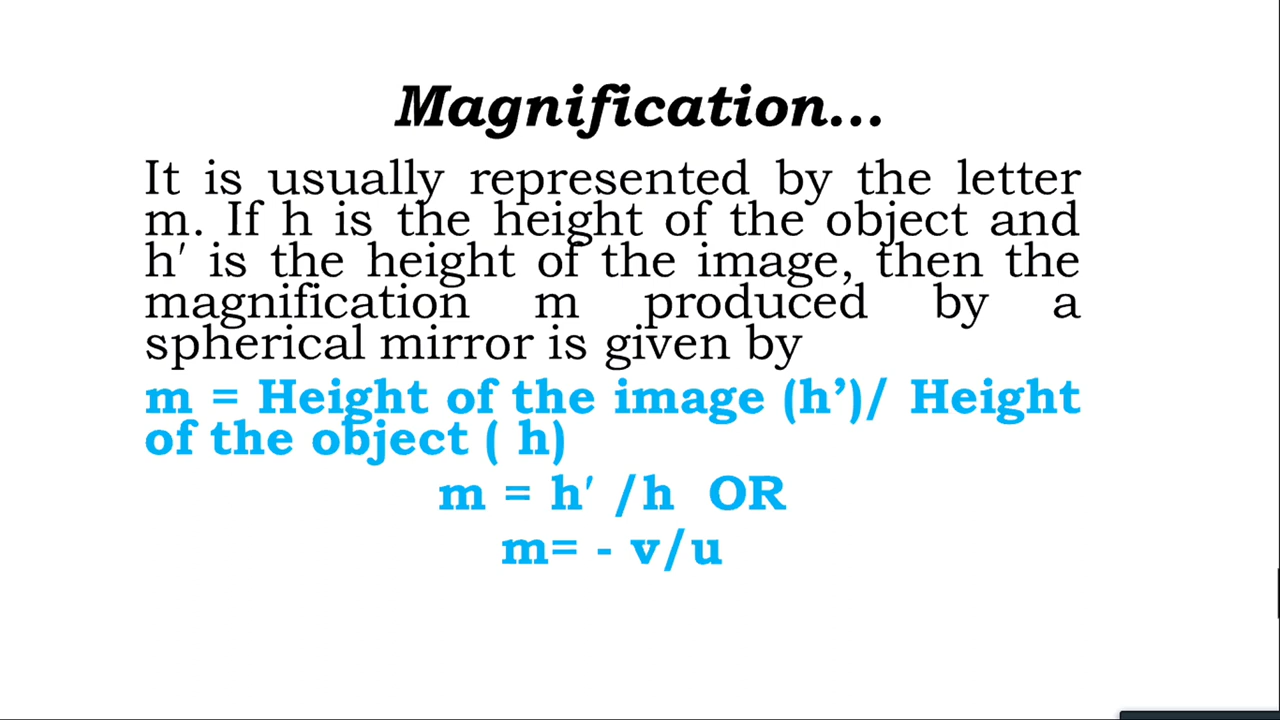 Magnification...
It is usually represented by the letter
m. If h is the height of the object and
h′ is the height of the image, then the
magnification m produced by a
spherical mirror is given by
m = Height of the image (h’)/ Height
of the object ( h)
m = h′ /h OR
m= - v/u